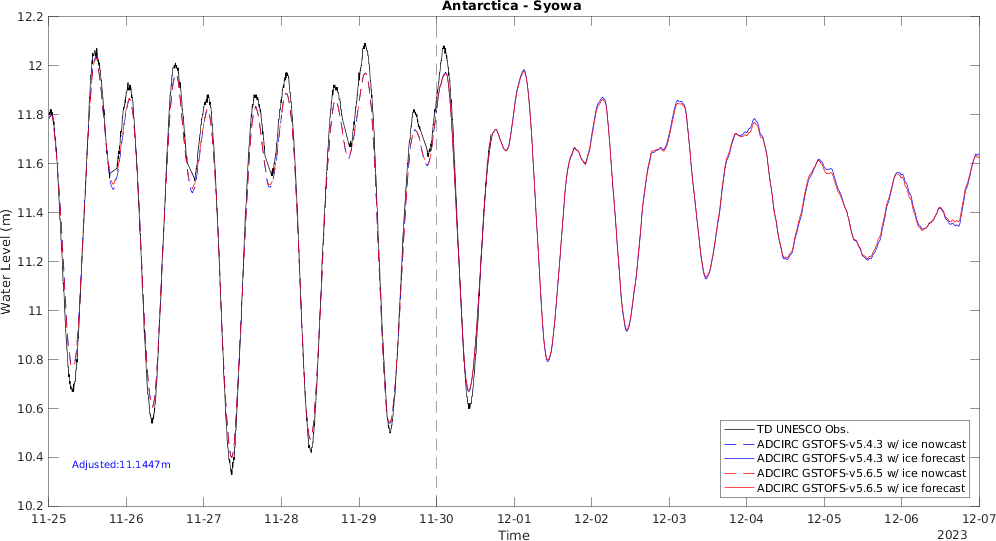 Antarctica - Syowa
12.2
12
11.8
11.6
11.4
11.2
11
10.8
10.6
10.4
10.2
Water Level (m)
Adjusted:11.1447m
TD UNESCO Obs.
ADCIRC GSTOFS-v5.4.3 w/ ice nowcast
ADCIRC GSTOFS-v5.4.3 w/ ice forecast
ADCIRC GSTOFS-v5.6.5 w/ ice nowcast
ADCIRC GSTOFS-v5.6.5 w/ ice forecast
11-25 11-26 11-27 11-28 11-29 11-30 12-01 12-02 12-03 12-04 12-05 12-06 12-07
Time
2023